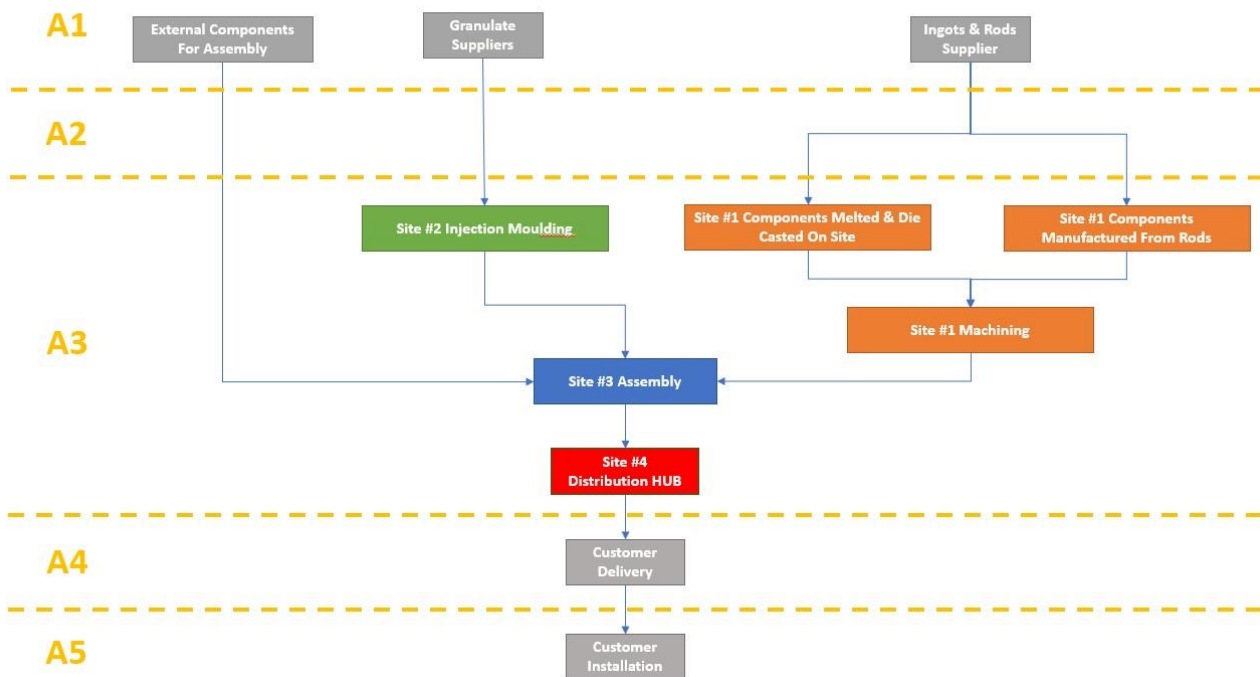 A1
External Components
For Assembly
Granulate
Suppliers
Ingots & Rods
Supplier
A2
Site #2 Injection Moulding
Site #1 Components Melted & Die
Casted On Site
Site #1 Components
Manufactured From Rods
A3
Site #1 Machining
Site #3 Assembly
Site #4
Distribution HUB
A4
Customer
Delivery
A5
Customer
Installation